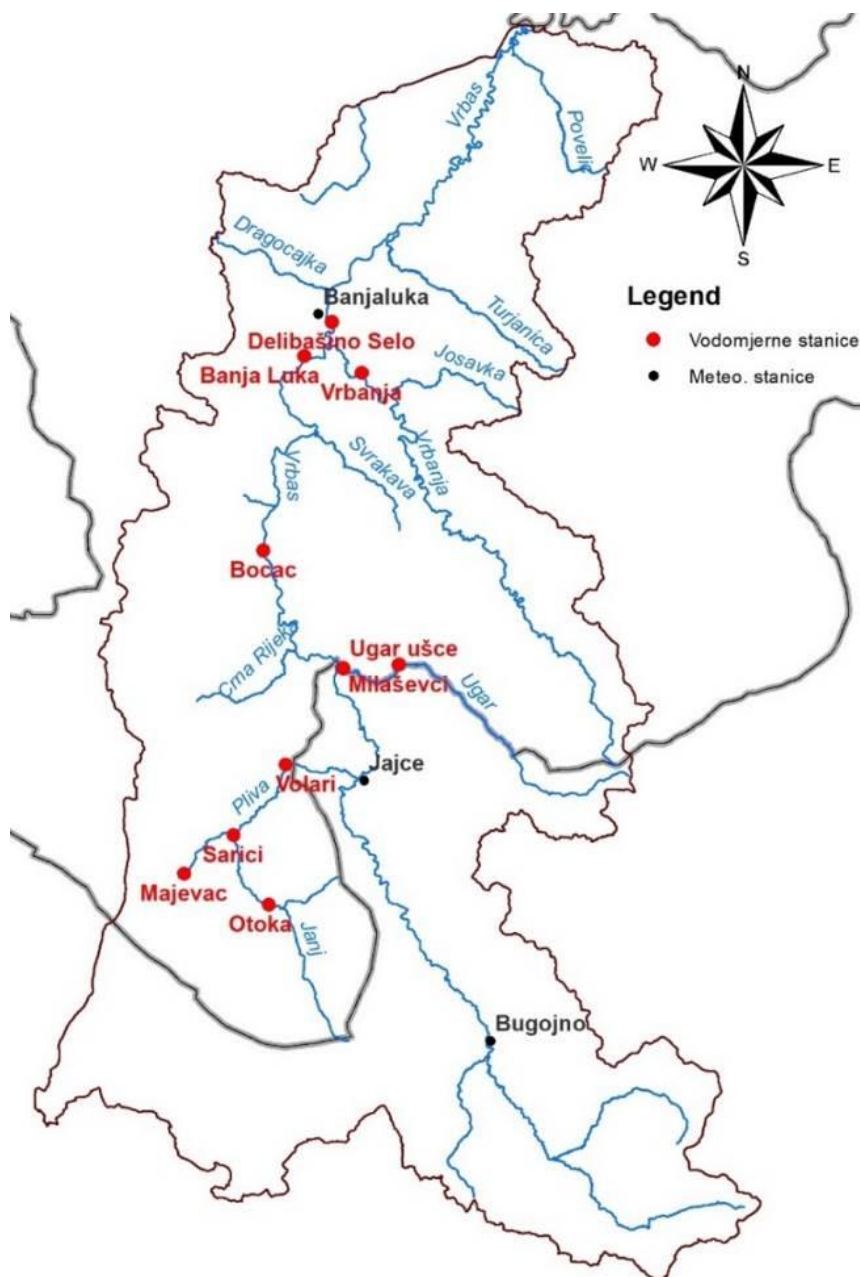 Vrbas
Povelic
N
W
E
S
Dragocajka
Banjaluka
Legend
Turjanica
Delibašino Selo
Vodomjerne stanice
Josavka
Banja Luka
Vrbanja
Meteo. stanice
Vrbanja
Svrakava
Vrbas
Bocac
Crna Rijeka
Ugar ušce
Milaševci
Ugar
Volari
Jajce
Pliva
Sarici
Majevac
Otoka
Janj
Bugojno